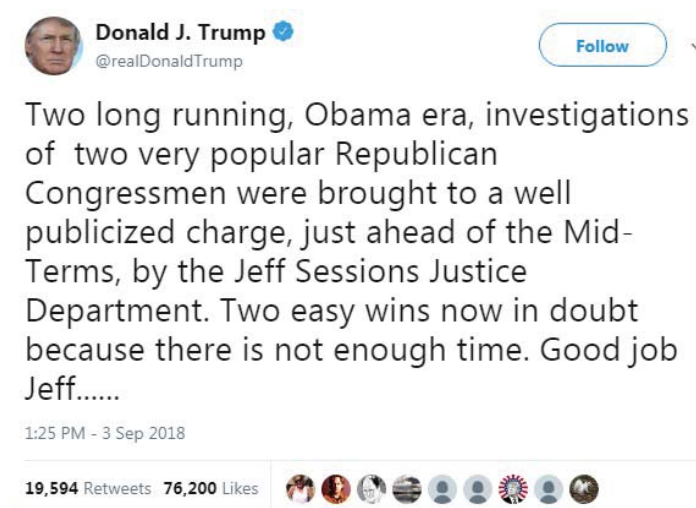 Donald J. Trump
@realDonaldTrump
Follow
Two long running, Obama era, investigations
of two very popular Republican
Congressmen were brought to a well
publicized charge, just ahead of the Mid-
Terms, by the Jeff Sessions Justice
Department. Two easy wins now in doubt
because there is not enough time. Good job
Jeff......
1:25 PM - 3 Sep 2018
19,594 Retweets 76,200 Likes